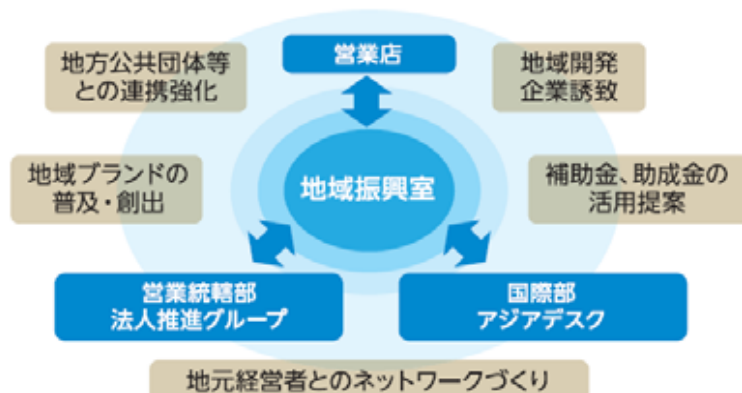 営業店
地方公共団体等
との連携強化
地域開発
企業誘致
地域ブランドの
普及・創出
地域振興室
補助金、助成金の
活用提案
営業統轄部
法人推進グループ
国際部
アジアデスク
地元経営者とのネットワークづくり